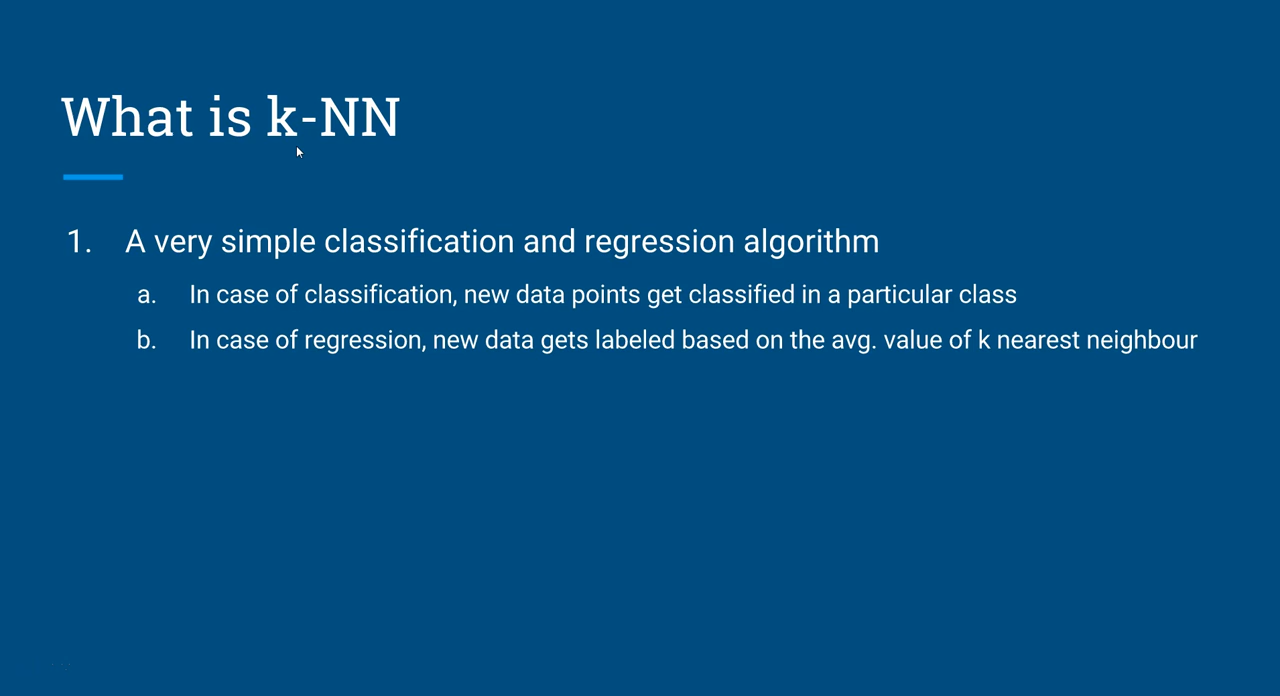 What is k-NN
1. A very simple classification and regression algorithm
a. In case of classification, new data points get classified in a particular class
b. In case of regression, new data gets labeled based on the avg. value of k nearest neighbour